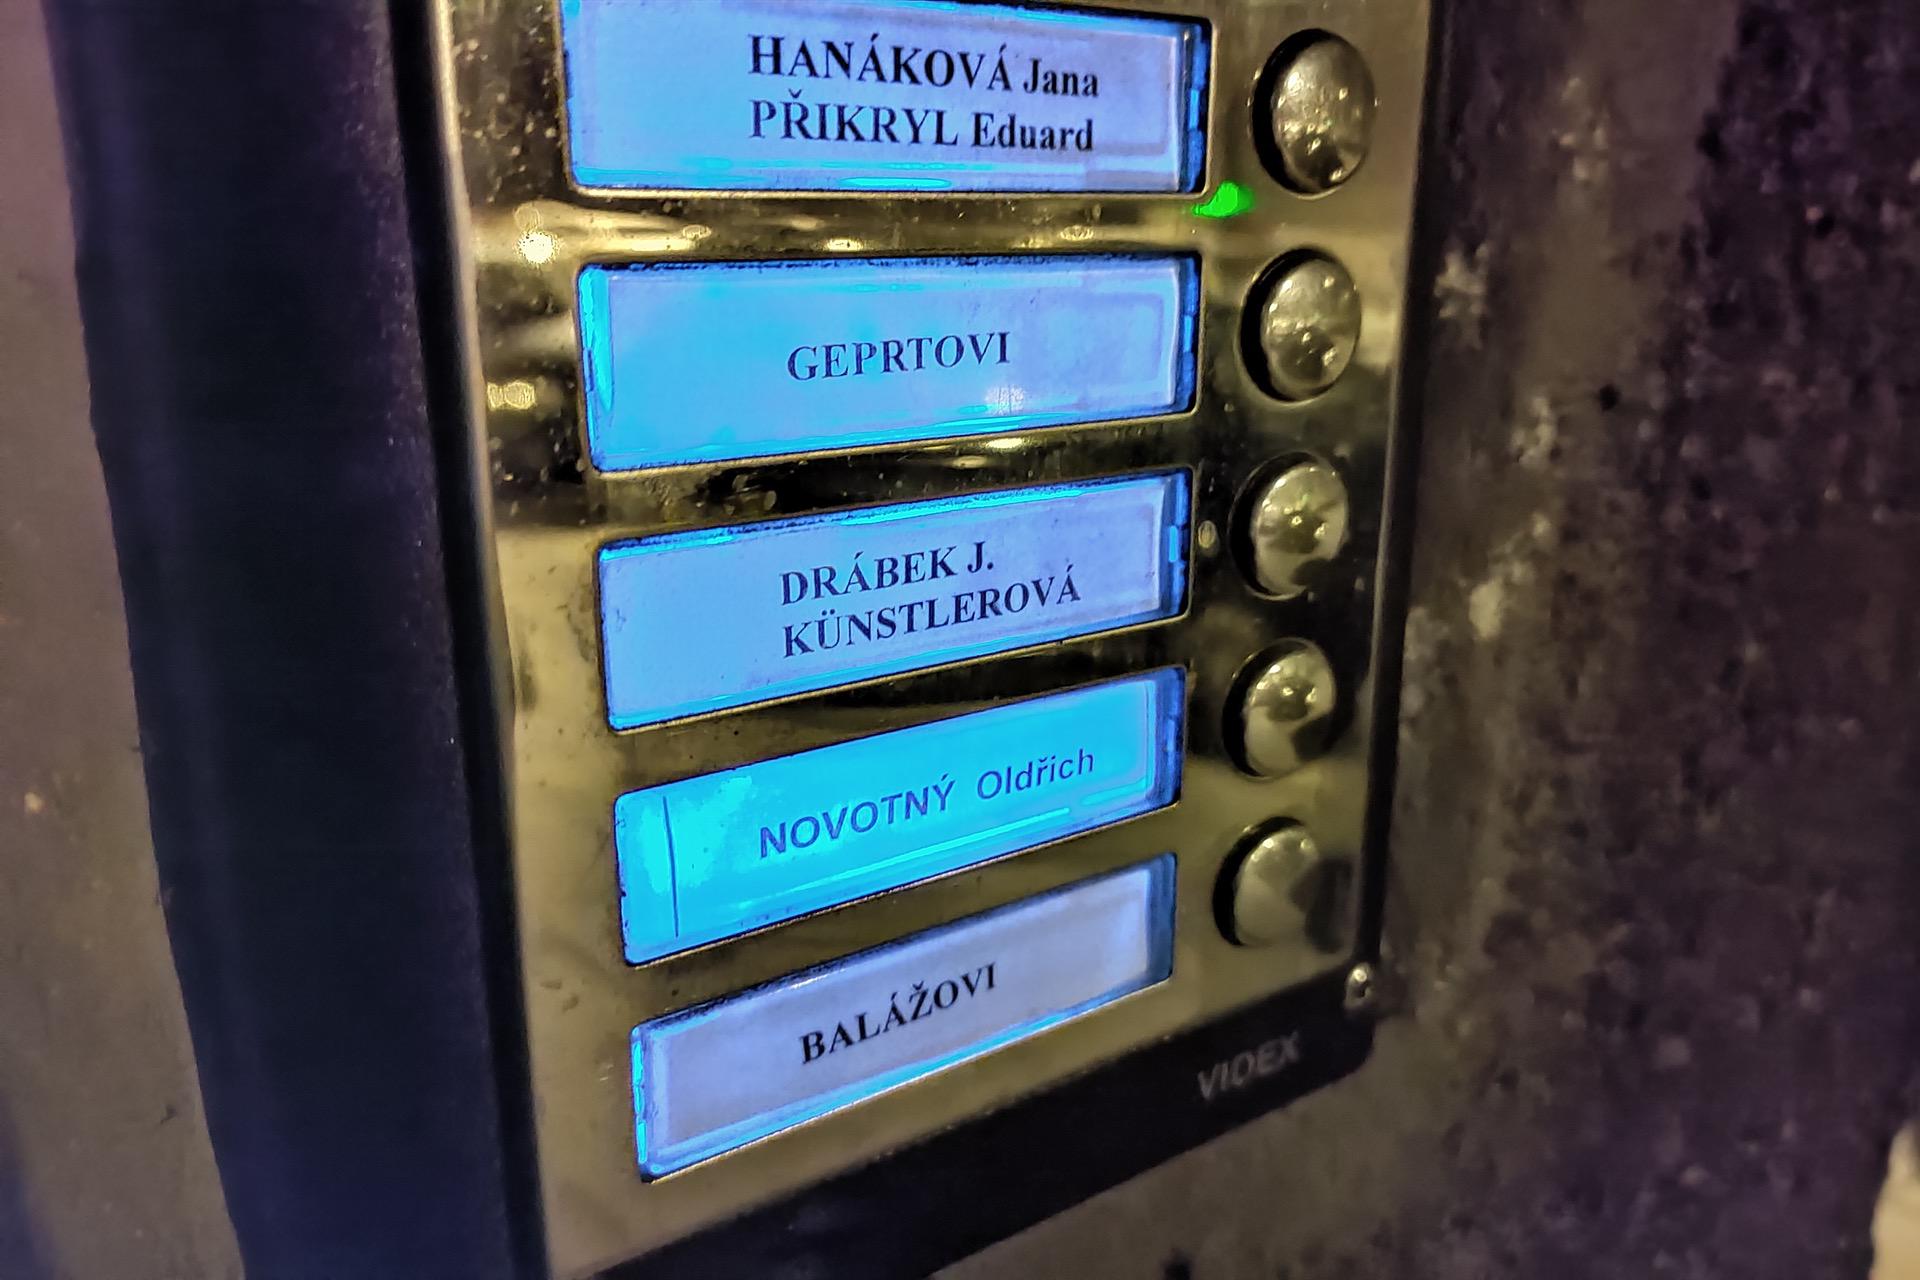 HANÁKOVÁ Jana
PŘIKRYL Eduard
GEPRTOVI
DRÁBEK J.
KÜNSTLEROVÁ
NOVOTNÝ Oldřich
BALÁŽOVI
VIDEX